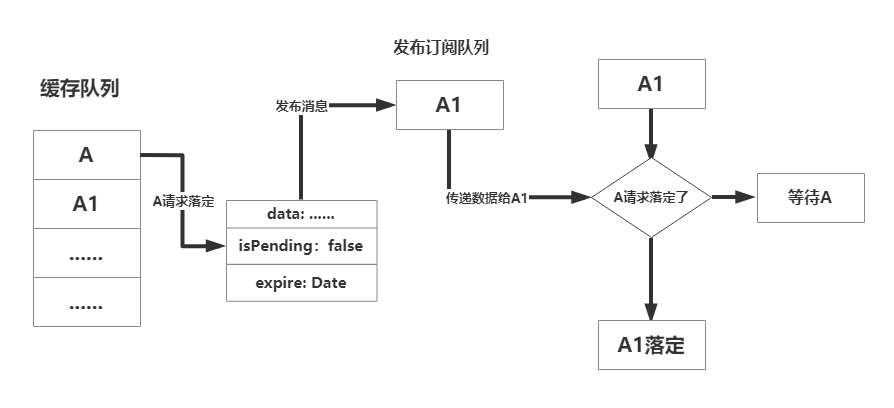 缓存队列
A
A1
......
......
A请求落定
data: ......
isPending：false
expire: Date
发布消息
发布订阅队列
A1
传递数据给A1
A1
A请求落定了
等待A
A1落定